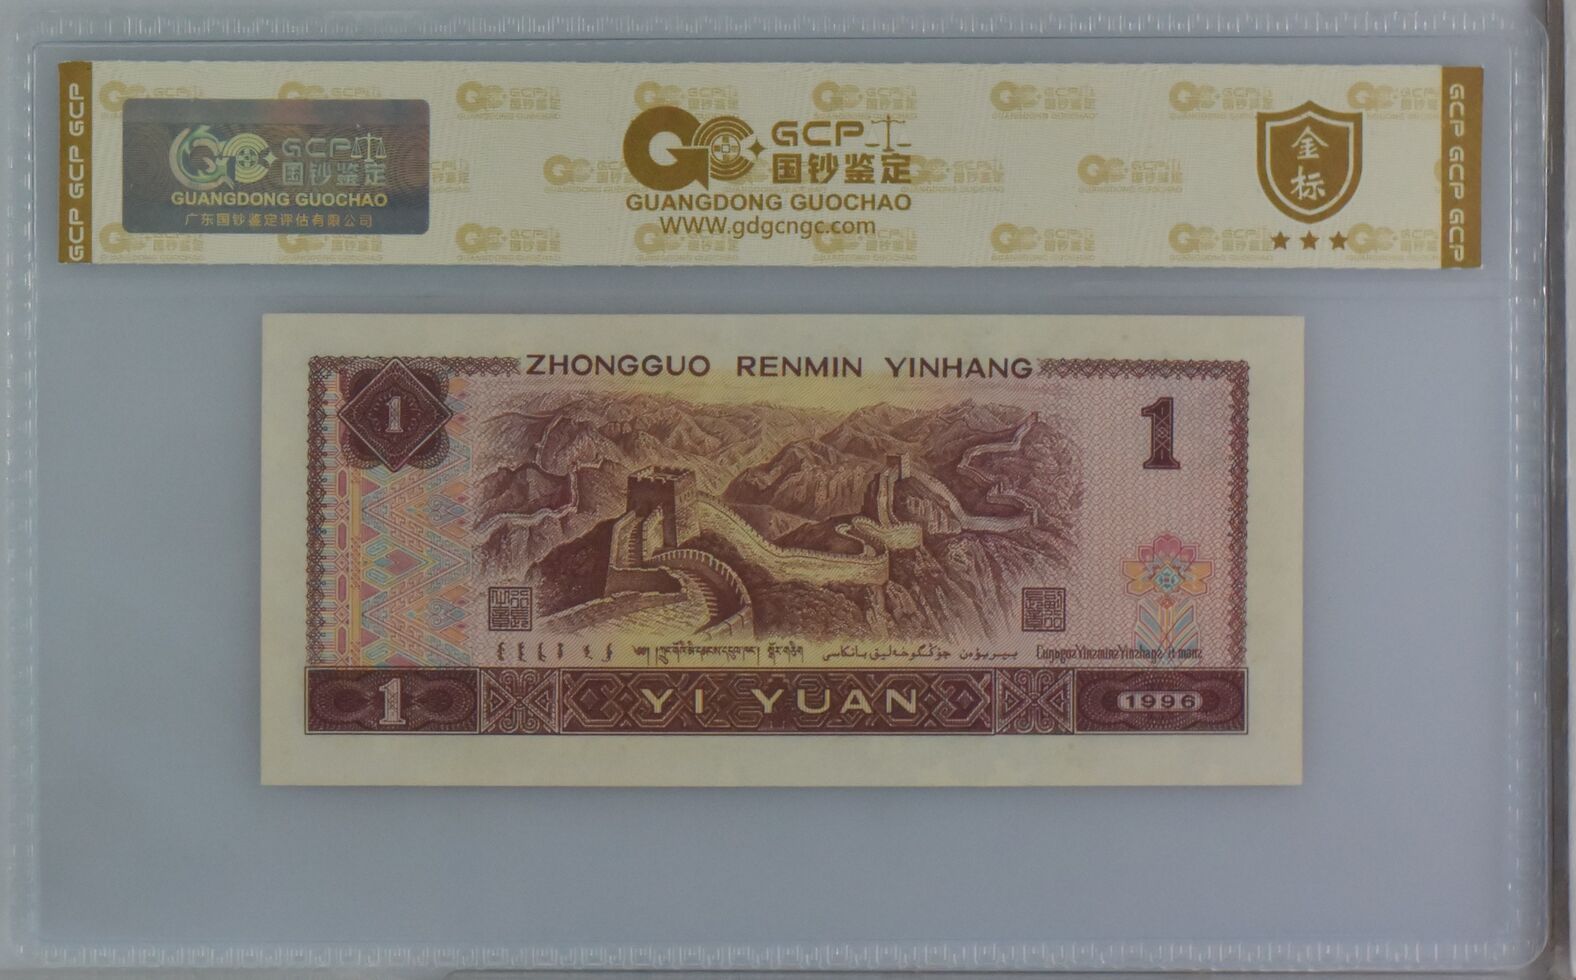 GCP GCP GCP
GCP
国钞鉴定
GUANGDONG GUOCHAO
广东国钞鉴定评估有限公司
GCP
国钞鉴定
GUANGDONG GUOCHAO
WWW.gdgcngc.com
金标
GCP GCP GCP
ZHONGGUO RENMIN YINHANG
1
1
1
YI YUAN
1996